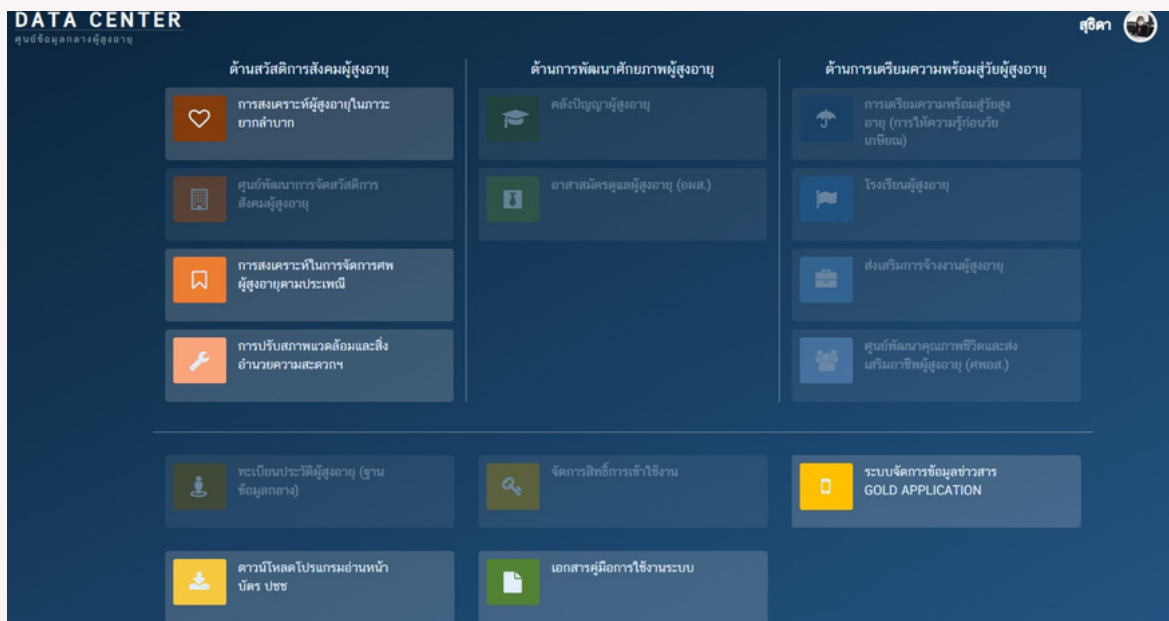 DATA CENTER
ศูนย์ข้อมูลกลางผู้สูงอายุ
สุธิดา
ด้านสวัสดิการสังคมผู้สูงอายุ
การสงเคราะห์ผู้สูงอายุในภาวะ
ยากลำบาก
ศูนย์พัฒนาการจัดสวัสดิการ
สังคมผู้สูงอายุ
การสงเคราะห์ในการจัดการศพ
ผู้สูงอายุตามประเพณี
การปรับสภาพแวดล้อมและสิ่ง
อำนวยความสะดวกฯ
ด้านการพัฒนาศักยภาพผู้สูงอายุ
คลังปัญญาผู้สูงอายุ
อาสาสมัครดูแลผู้สูงอายุ (อผส.)
ด้านการเตรียมความพร้อมสู่วัยผู้สูงอายุ
การเตรียมความพร้อมสู่วัยสูง
อายุ (การให้ความรู้ก่อนวัย
เกษียณ)
โรงเรียนผู้สูงอายุ
ส่งเสริมการจ้างงานผู้สูงอายุ
ศูนย์พัฒนาคุณภาพชีวิตและส่ง
เสริมอาชีพผู้สูงอายุ (ศพอส.)
ทะเบียนประวัติผู้สูงอายุ (ฐาน
ข้อมูลกลาง)
จัดการสิทธิ์การเข้าใช้งาน
ระบบจัดการข้อมูลข่าวสาร
GOLD APPLICATION
ดาวน์โหลดโปรแกรมอ่านหน้า
บัตร ปชช
เอกสารคู่มือการใช้งานระบบ